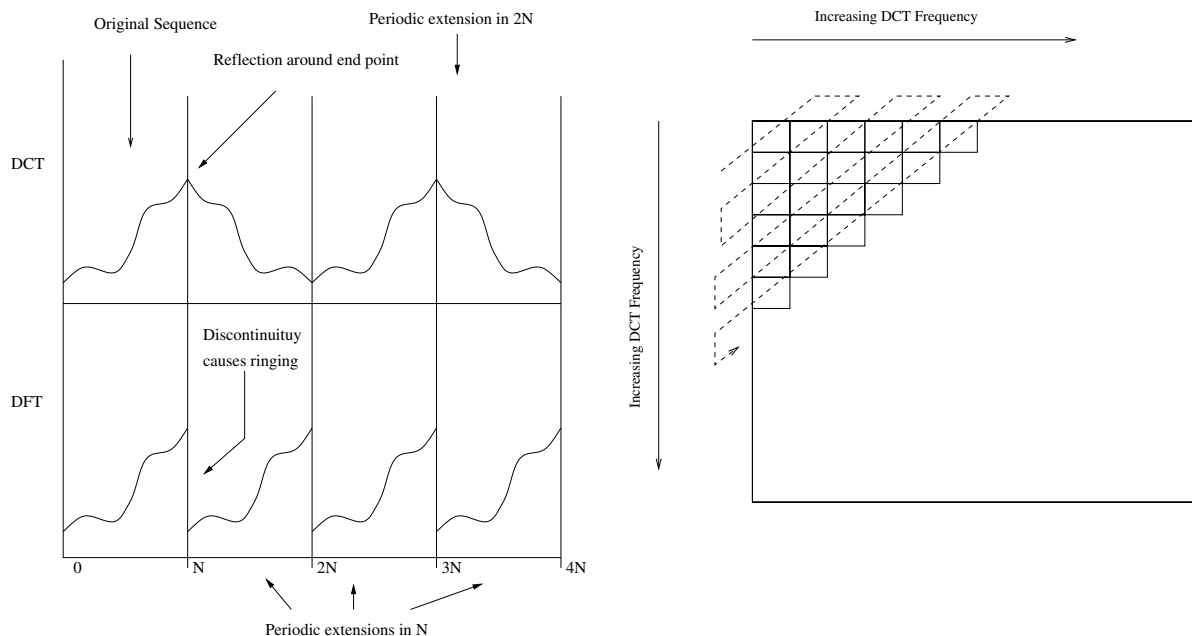 Original Sequence
Periodic extension in 2N
Reflection around end point
DCT
Discontinuituy
causes ringing
DFT
0
N
2N
3N
4N
Periodic extensions in N
Increasing DCT Frequency
Increasing DCT Frequency